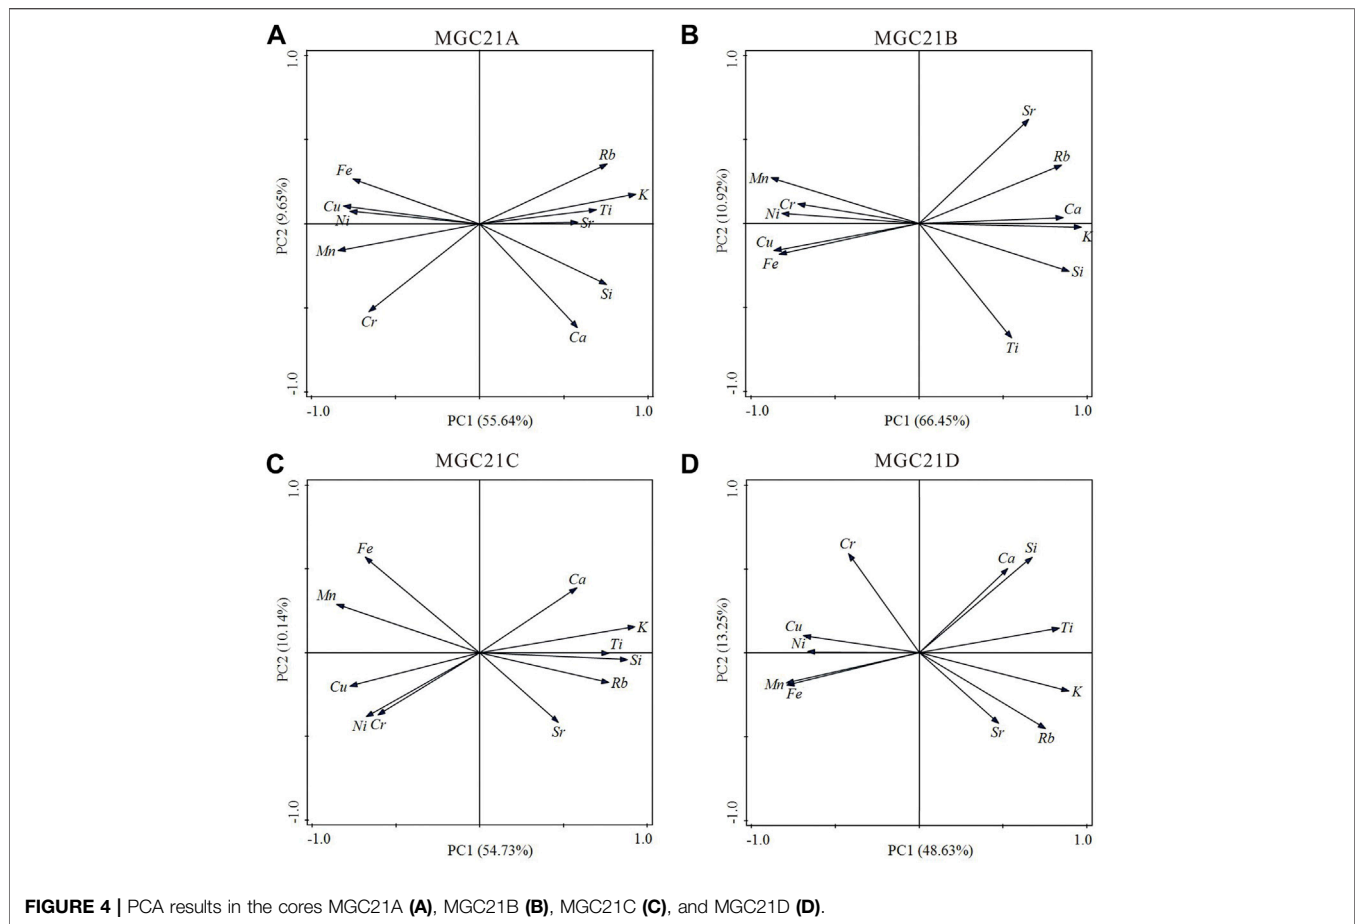 A
MGC21A
1.0
PC2 (9.65%)
-1.0
Fe
Cu
Ni
Mn
Cr
Rb
K
Ti
Sr
Si
Ca
-1.0
1.0
PC1 (55.64%)
B
MGC21B
1.0
PC2 (10.92%)
-1.0
Mn
Cr
Ni
Cu
Fe
Sr
Rb
Ca
K
Si
Ti
-1.0
1.0
PC1 (66.45%)
C
MGC21C
1.0
PC2 (10.14%)
-1.0
Fe
Mn
Cu
Ni Cr
Ca
K
Ti
Si
Rb
Sr
-1.0
1.0
PC1 (54.73%)
D
MGC21D
1.0
PC2 (13.25%)
-1.0
Cr
Cu
Ni
Mn
Fe
Ca
Si
Ti
K
Sr
Rb
-1.0
1.0
PC1 (48.63%)
FIGURE 4 | PCA results in the cores MGC21A (A), MGC21B (B), MGC21C (C), and MGC21D (D).